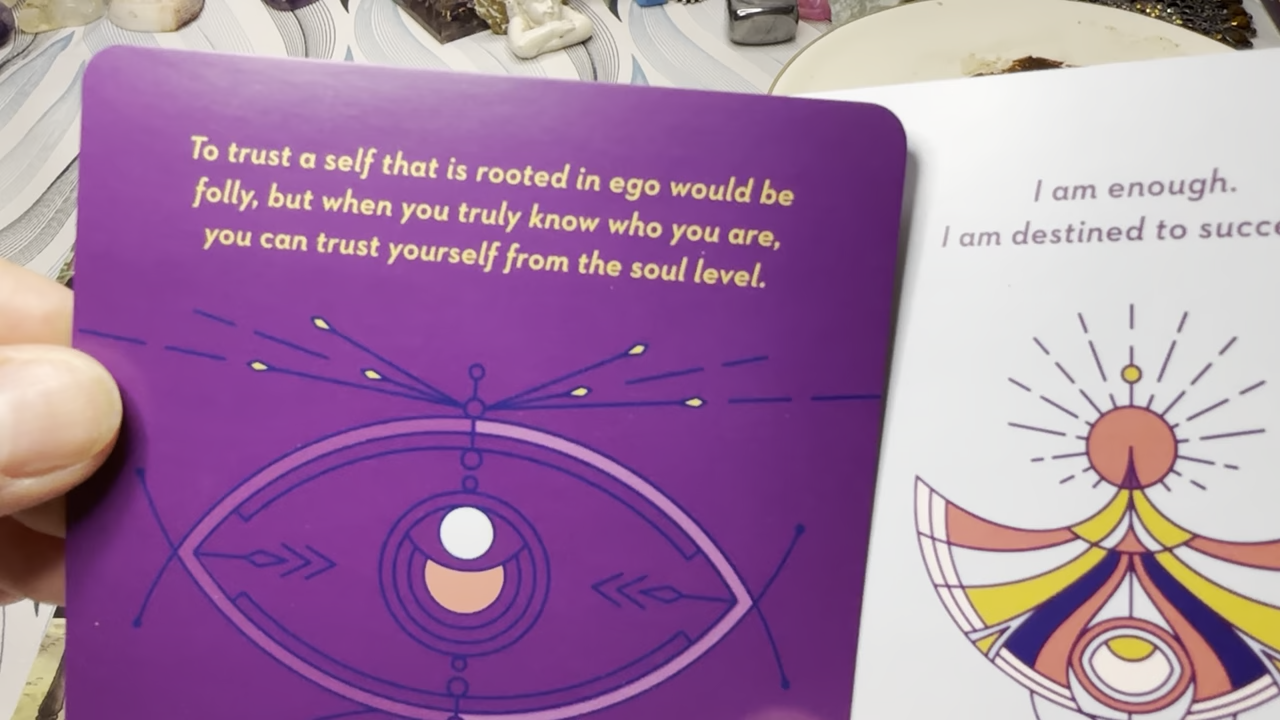 To trust a self that is rooted in ego would be
folly, but when you truly know who you are,
you can trust yourself from the soul level.
I am enough.
I am destined to